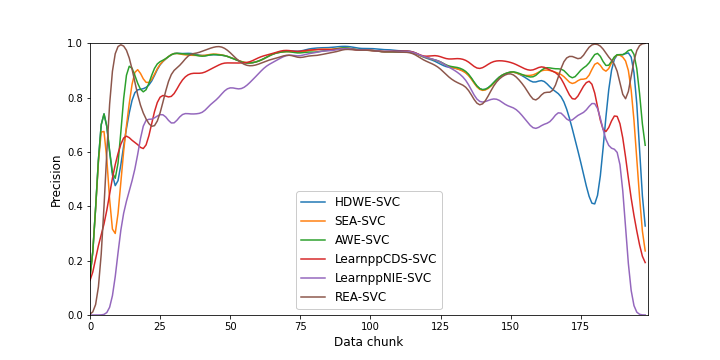 1.0
0.8
0.6
0.4
0.2
0.0
Precision
0 25 50 75 100 125 150 175
Data chunk
HDWE-SVC
SEA-SVC
AWE-SVC
LearnppCDS-SVC
LearnppNIE-SVC
REA-SVC